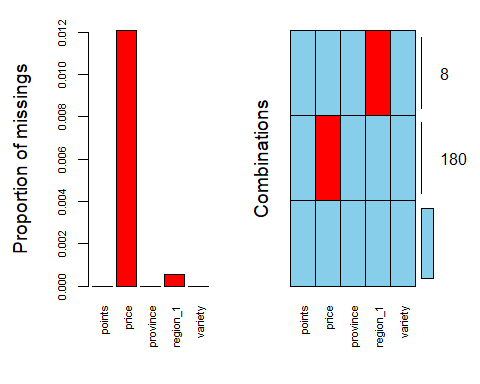 Proportion of missings
0.012
0.010
0.008
0.006
0.004
0.002
0.000
points
price
province
region_1
variety
Combinations
8
180
points
price
province
region_1
variety